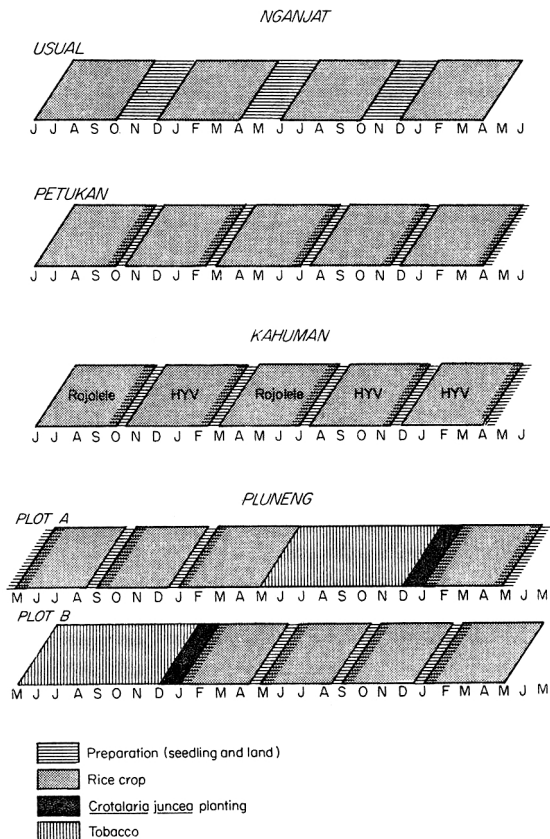 NGANJAT
USUAL
J J A S O N D J F M A M J J A S O N D J F M A M J
PETUKAN
J J A S O N D J F M A M J J A S O N D J F M A M J
KAHUMAN
Rojolele HYV Rojolele HYV HYV
J J A S O N D J F M A M J J A S O N D J F M A M J
PLUNENG
PLOT A
M J J A S O N D J F M A M J J A S O N D J F M A M J M
PLOT B
M J J A S O N D J F M A M J J A S O N D J F M A M J M
Preparation (seedling and land)
Rice crop
Crotalaria juncea planting
Tobacco